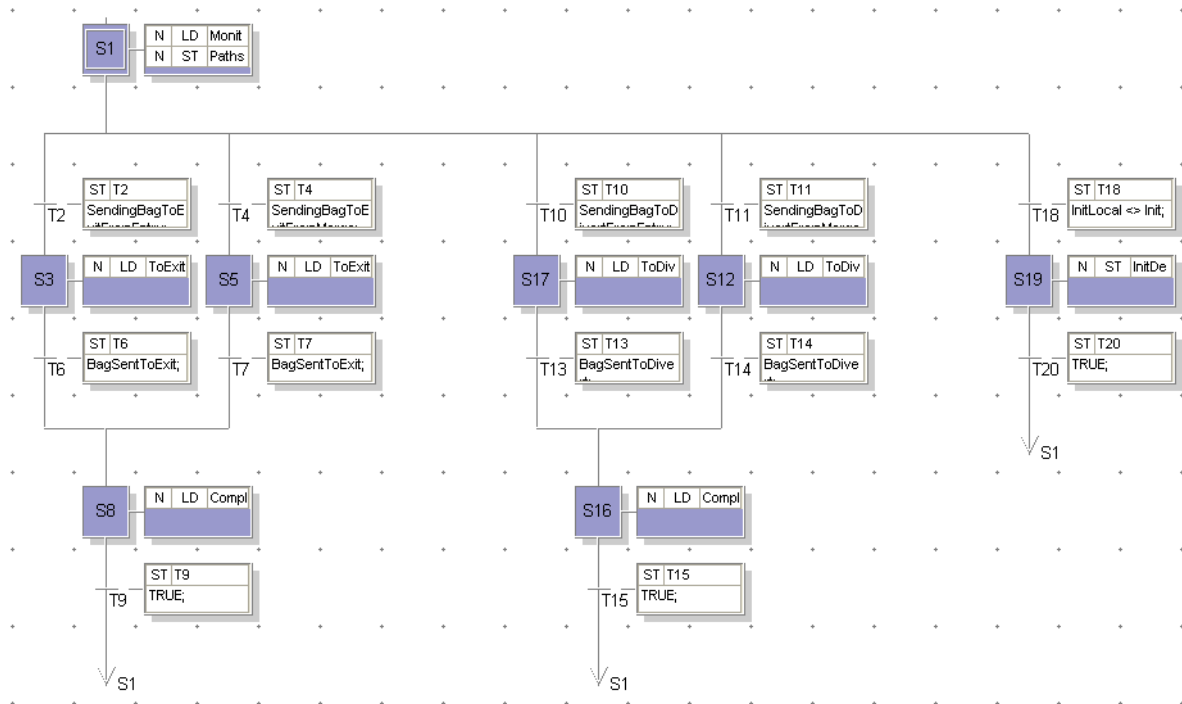 S1
N LD Monit
N ST Paths
T2
ST T2
SendingBagToE
T4
ST T4
SendingBagToE
T10
ST T10
SendingBagToD
T11
ST T11
SendingBagToD
T18
ST T18
InitLocal <> Init;
S3
N LD ToExit
S5
N LD ToExit
S17
N LD ToDiv
S12
N LD ToDiv
S19
N ST InitDe
T6
ST T6
BagSentToExit;
T7
ST T7
BagSentToExit;
T13
ST T13
BagSentToDive
T14
ST T14
BagSentToDive
T20
ST T20
TRUE;
S1
S8
N LD Compl
S16
N LD Compl
T9
ST T9
TRUE;
T15
ST T15
TRUE;
S1
S1